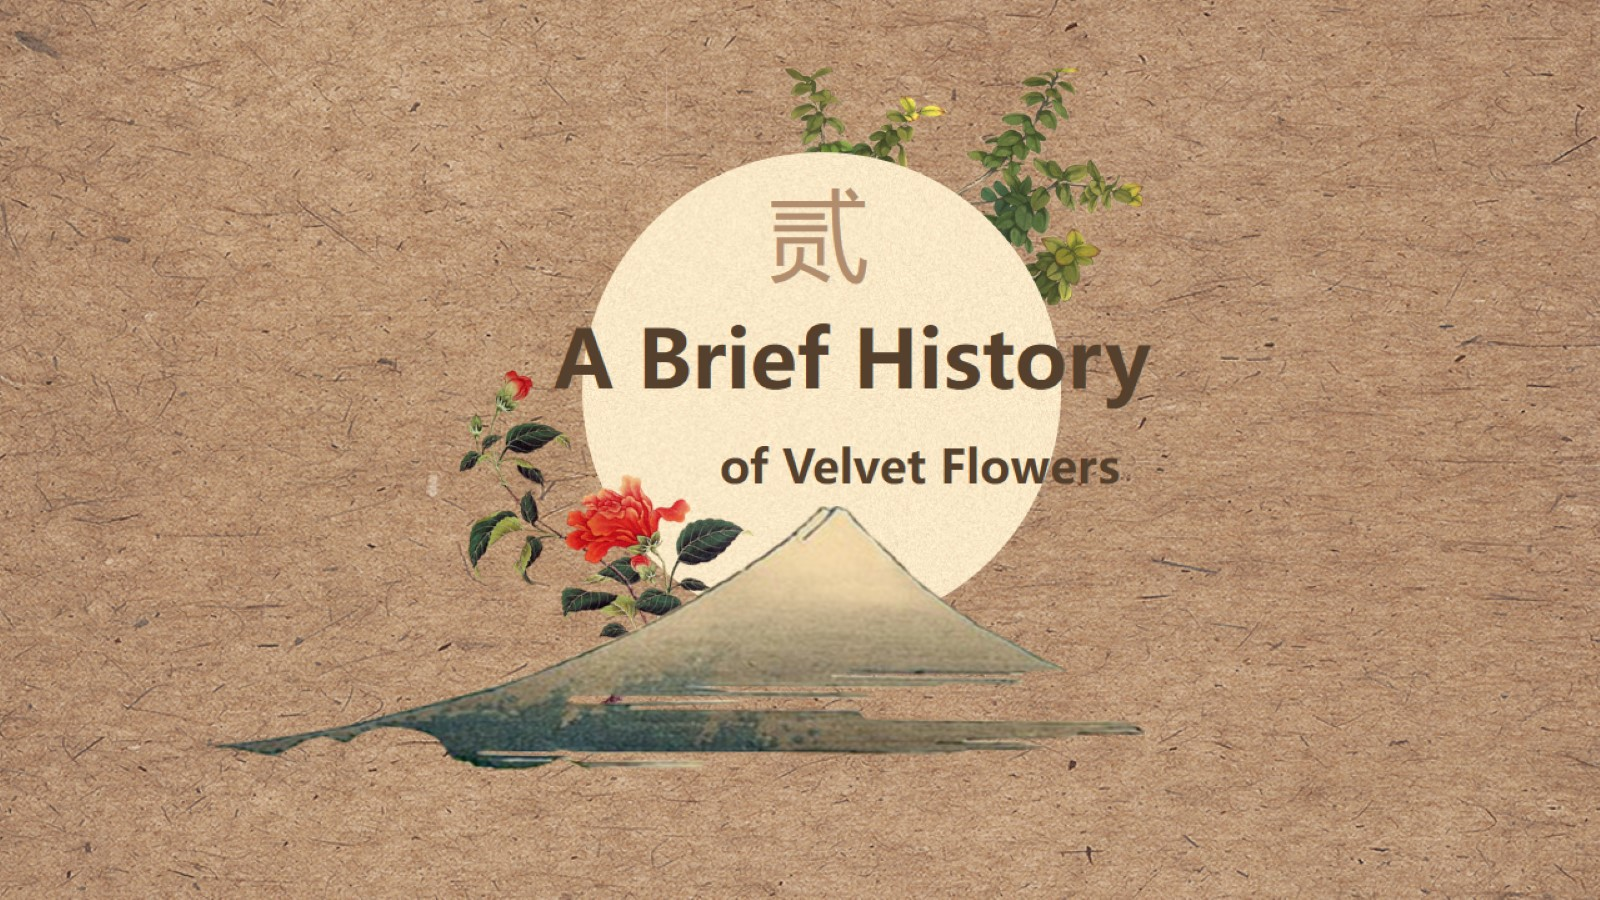 贰
A Brief History
of Velvet Flowers